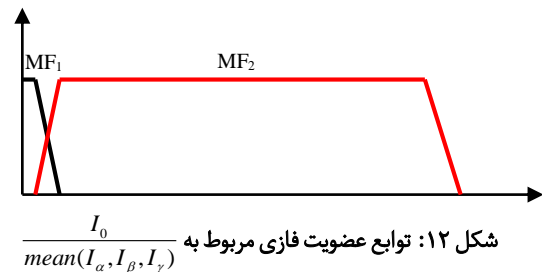 MF₁ MF₂
شکل ۱۲: توابع عضویت فازی مربوط به I₀ / mean(Iα, Iβ, Iγ)